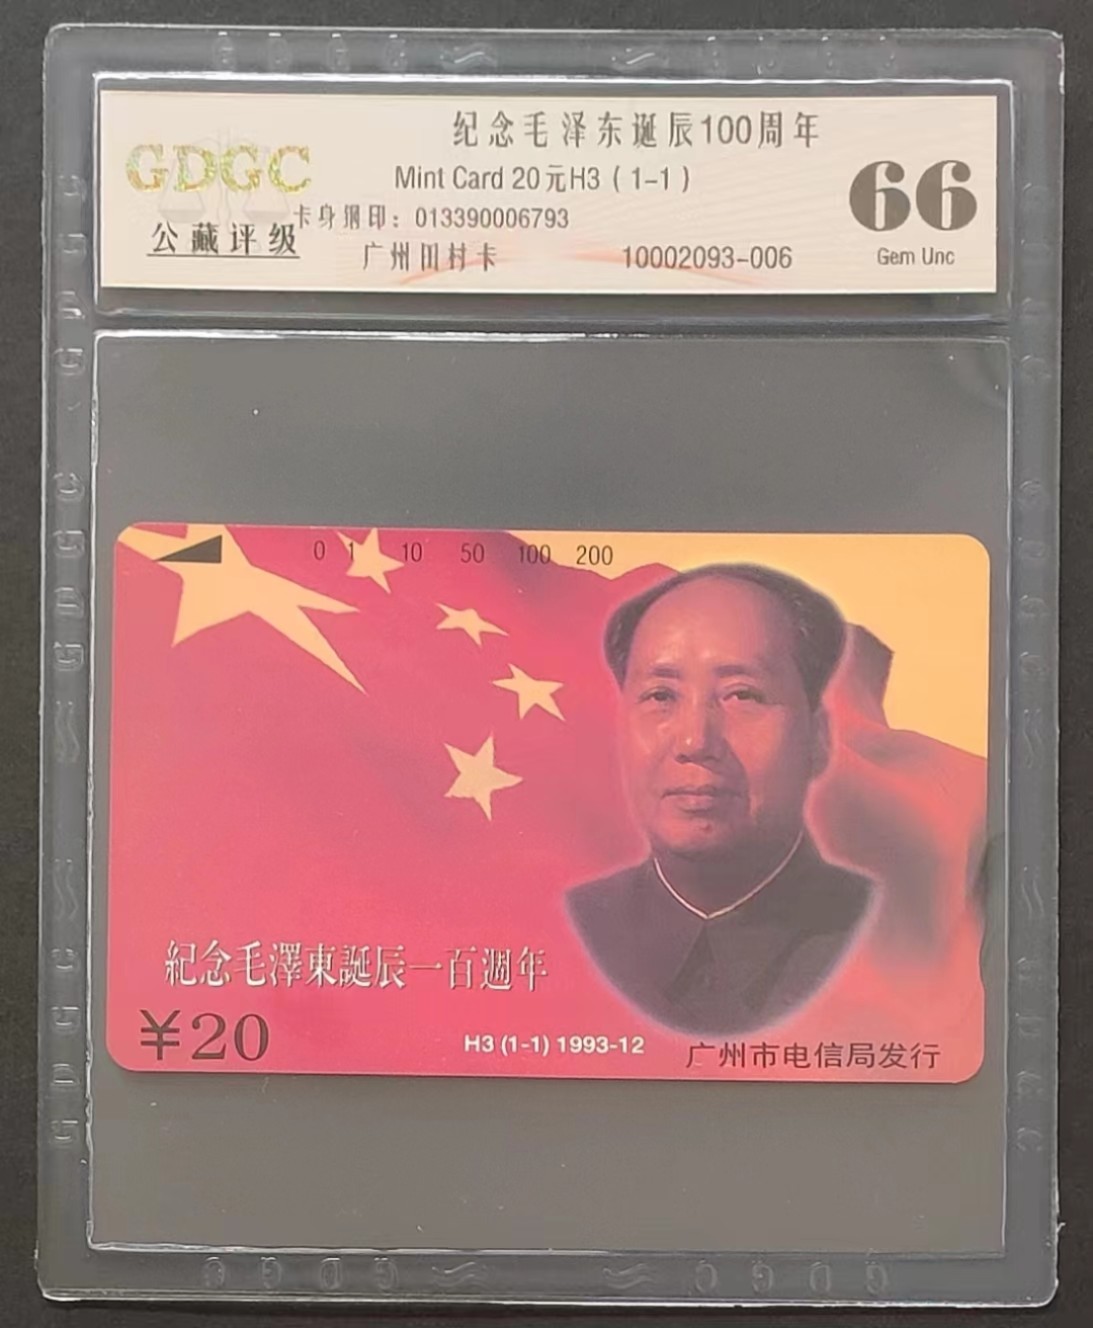 纪念毛泽东诞辰100周年
GDGC
Mint Card 20元H3 (1-1)
66
卡身钢印：013390006793
公藏评级
广州田村卡
10002093-006
Gem Unc
0 1 10 50 100 200
紀念毛澤東誕辰一百週年
¥20
H3 (1-1) 1993-12
广州市电信局发行